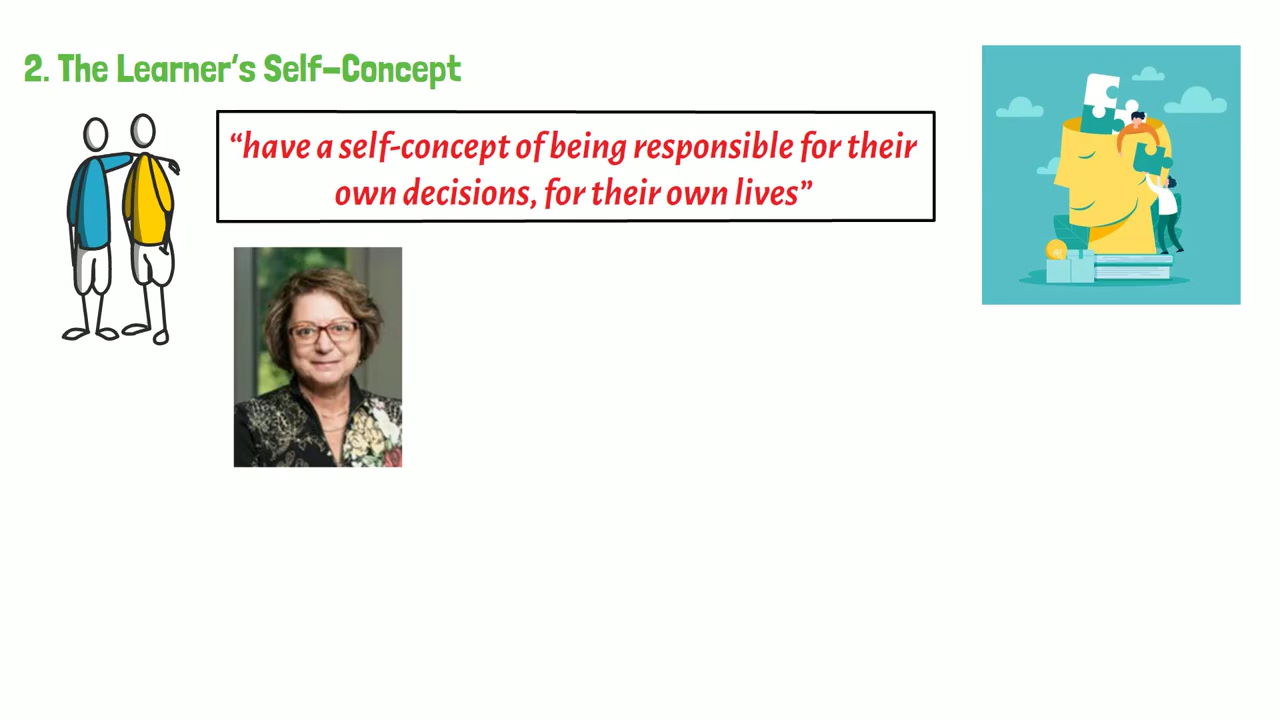 2. The Learner’s Self-Concept
“have a self-concept of being responsible for their
own decisions, for their own lives”